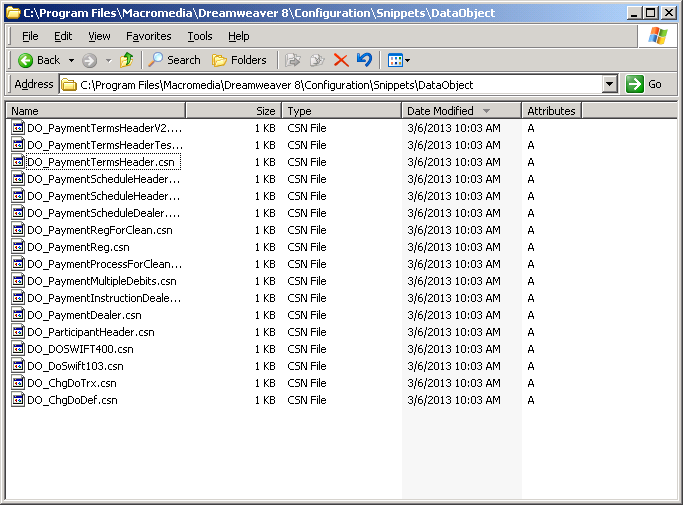 C:\Program Files\Macromedia\Dreamweaver 8\Configuration\Snippets\DataObject
File Edit View Favorites Tools Help
Back Search Folders
Address C:\Program Files\Macromedia\Dreamweaver 8\Configuration\Snippets\DataObject Go
Name Size Type Date Modified Attributes
DO_PaymentTermsHeaderV2.... 1 KB CSN File 3/6/2013 10:03 AM A
DO_PaymentTermsHeaderTes... 1 KB CSN File 3/6/2013 10:03 AM A
DO_PaymentTermsHeader.csn 1 KB CSN File 3/6/2013 10:03 AM A
DO_PaymentScheduleHeader... 1 KB CSN File 3/6/2013 10:03 AM A
DO_PaymentScheduleHeader... 1 KB CSN File 3/6/2013 10:03 AM A
DO_PaymentScheduleDealer.... 1 KB CSN File 3/6/2013 10:03 AM A
DO_PaymentRegForClean.csn 1 KB CSN File 3/6/2013 10:03 AM A
DO_PaymentReg.csn 1 KB CSN File 3/6/2013 10:03 AM A
DO_PaymentProcessForClean... 1 KB CSN File 3/6/2013 10:03 AM A
DO_PaymentMultipleDebits.csn 1 KB CSN File 3/6/2013 10:03 AM A
DO_PaymentInstructionDeale... 1 KB CSN File 3/6/2013 10:03 AM A
DO_PaymentDealer.csn 1 KB CSN File 3/6/2013 10:03 AM A
DO_ParticipantHeader.csn 1 KB CSN File 3/6/2013 10:03 AM A
DO_DOSWIFT400.csn 1 KB CSN File 3/6/2013 10:03 AM A
DO_DoSwift103.csn 1 KB CSN File 3/6/2013 10:03 AM A
DO_ChgDoTrx.csn 1 KB CSN File 3/6/2013 10:03 AM A
DO_ChgDoDef.csn 1 KB CSN File 3/6/2013 10:03 AM A